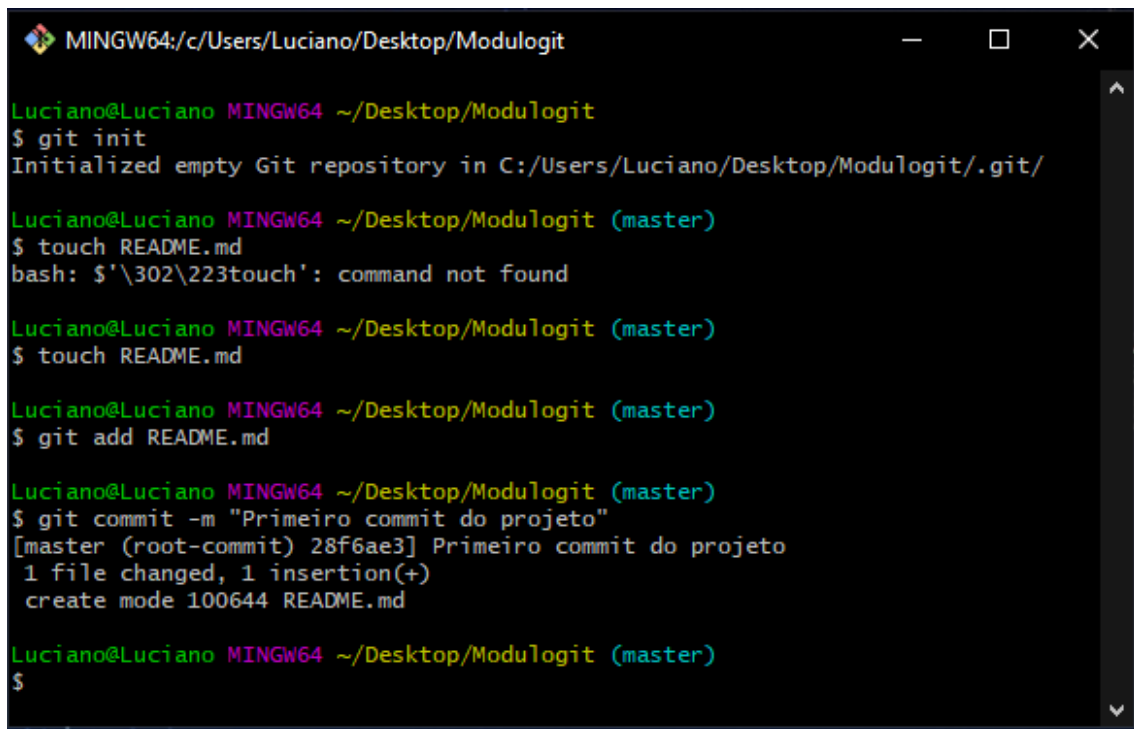 MINGW64:/c/Users/Luciano/Desktop/Modulogit
Luciano@Luciano MINGW64 ~/Desktop/Modulogit
$ git init
Initialized empty Git repository in C:/Users/Luciano/Desktop/Modulogit/.git/
Luciano@Luciano MINGW64 ~/Desktop/Modulogit (master)
$ touch README.md
bash: $'\302\223touch': command not found
Luciano@Luciano MINGW64 ~/Desktop/Modulogit (master)
$ touch README.md
Luciano@Luciano MINGW64 ~/Desktop/Modulogit (master)
$ git add README.md
Luciano@Luciano MINGW64 ~/Desktop/Modulogit (master)
$ git commit -m "Primeiro commit do projeto"
[master (root-commit) 28f6ae3] Primeiro commit do projeto
 1 file changed, 1 insertion(+)
 create mode 100644 README.md
Luciano@Luciano MINGW64 ~/Desktop/Modulogit (master)
$